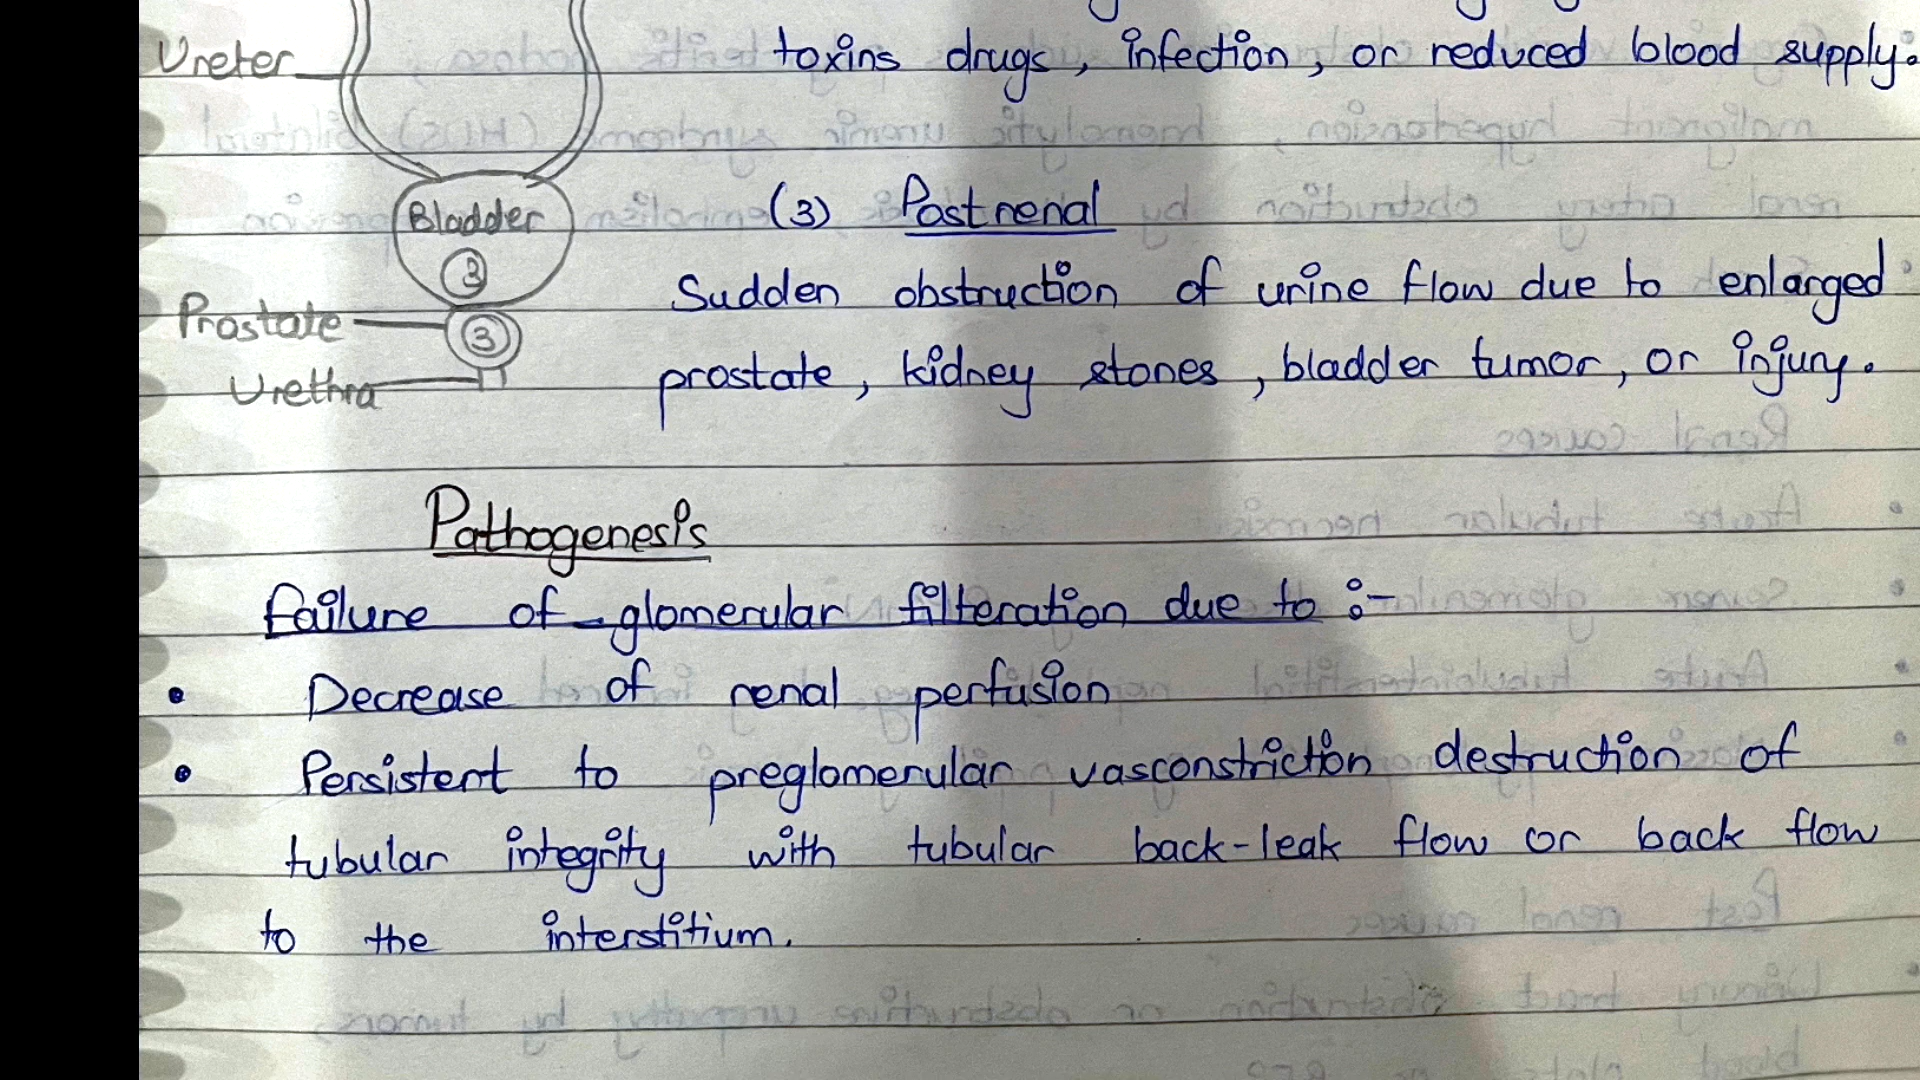 Ureter
toxins drugs, infection, or reduced blood supply.
Bladder
3
(3) Postrenal
Prostate
3
Urethra
Sudden obstruction of urine flow due to enlarged
prostate, kidney stones, bladder tumor, or injury.
Pathogenesis
failure of glomerular filteration due to :-
• Decrease of renal perfusion
• Persistent to preglomerular vasconstriction destruction of
tubular integrity with tubular back-leak flow or back flow
to the interstitium.